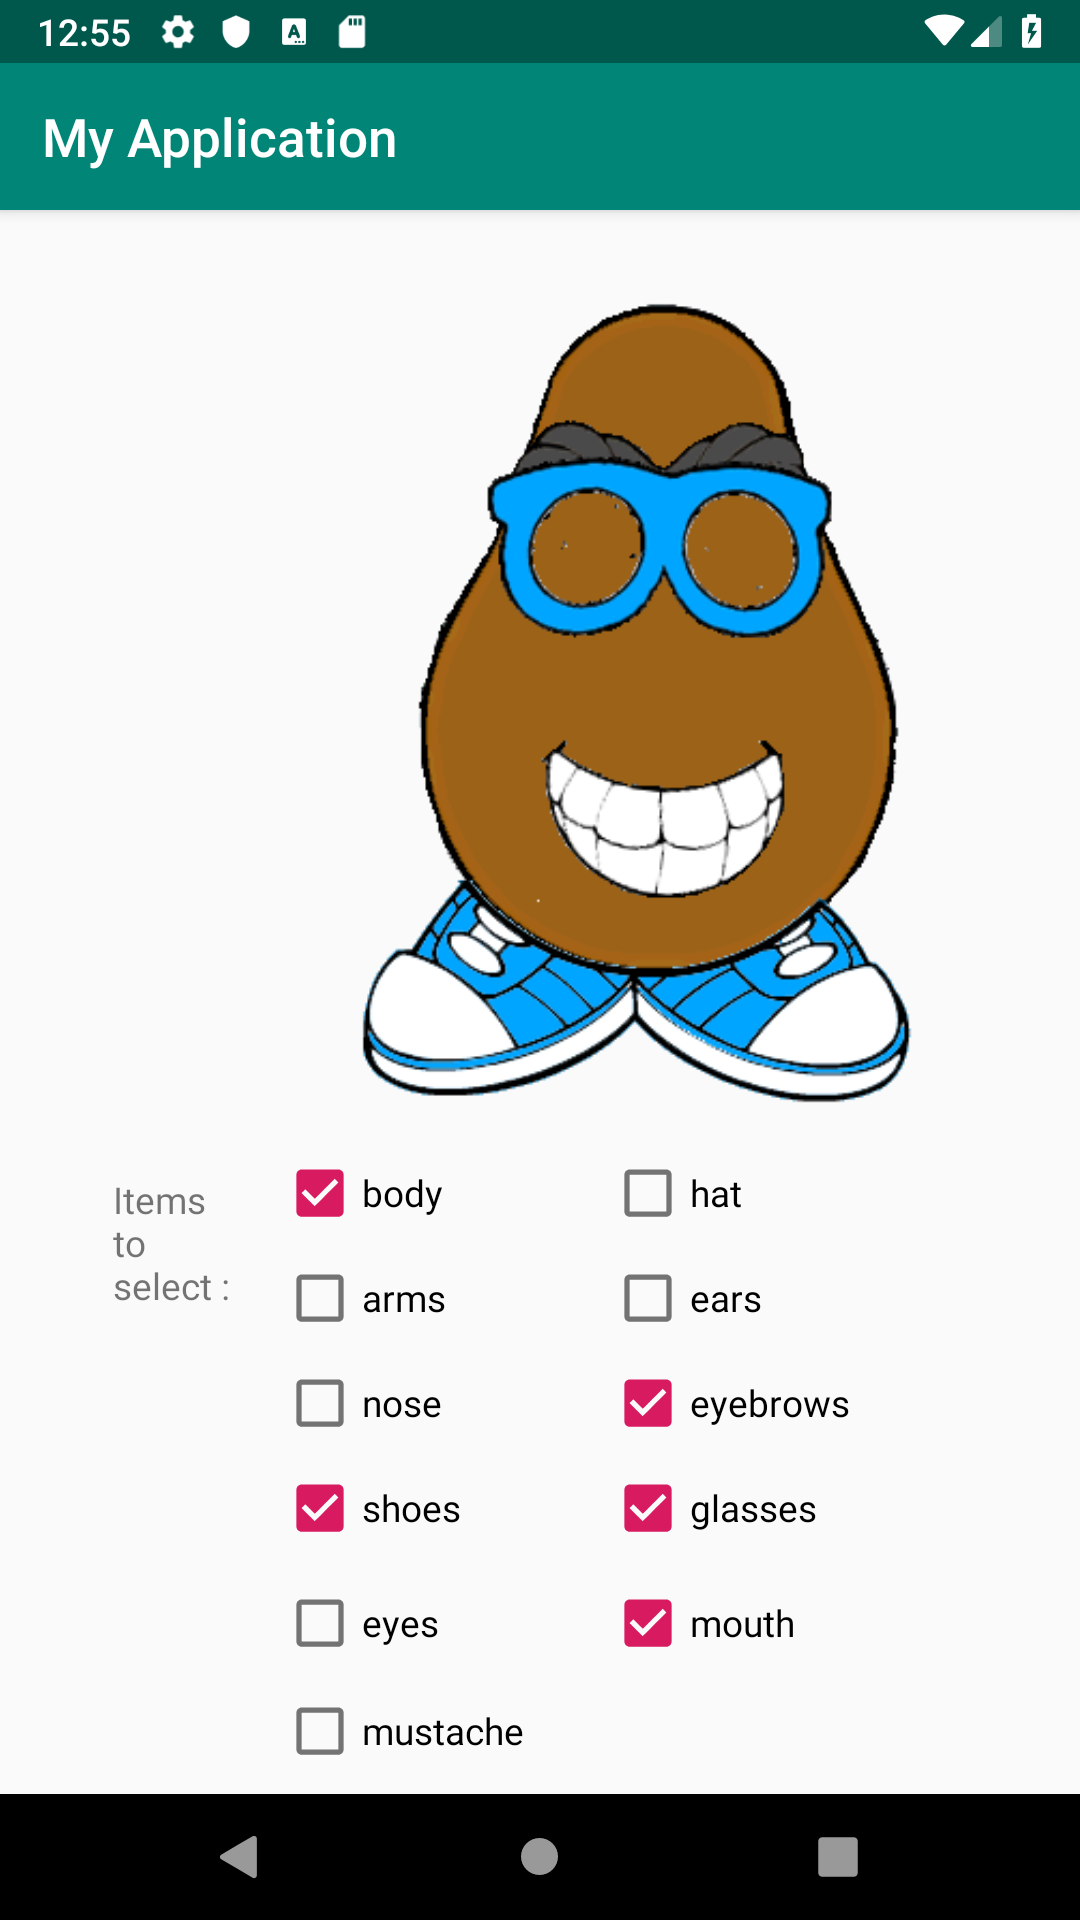 12:55
My Application
Items
to
select :
body
hat
arms
ears
nose
eyebrows
shoes
glasses
eyes
mouth
mustache